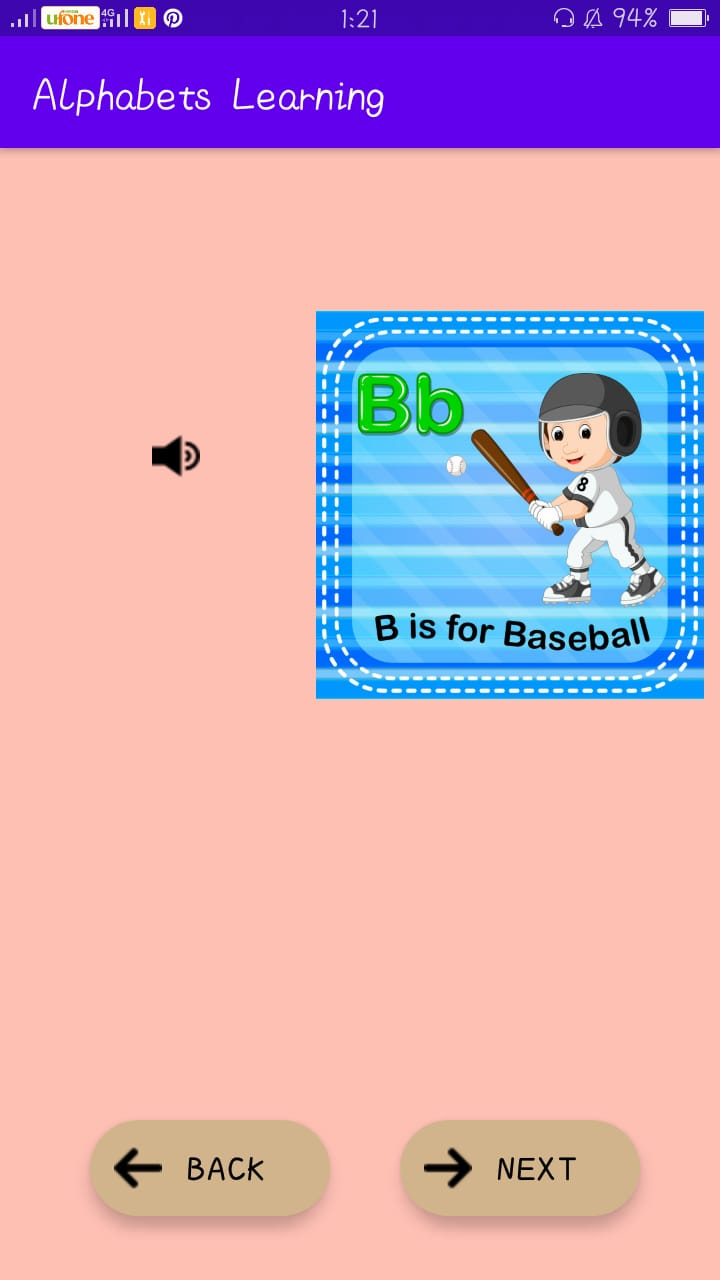 ufone 4G 1:21 94%
Alphabets Learning
Bb
8
B is for Baseball
BACK NEXT